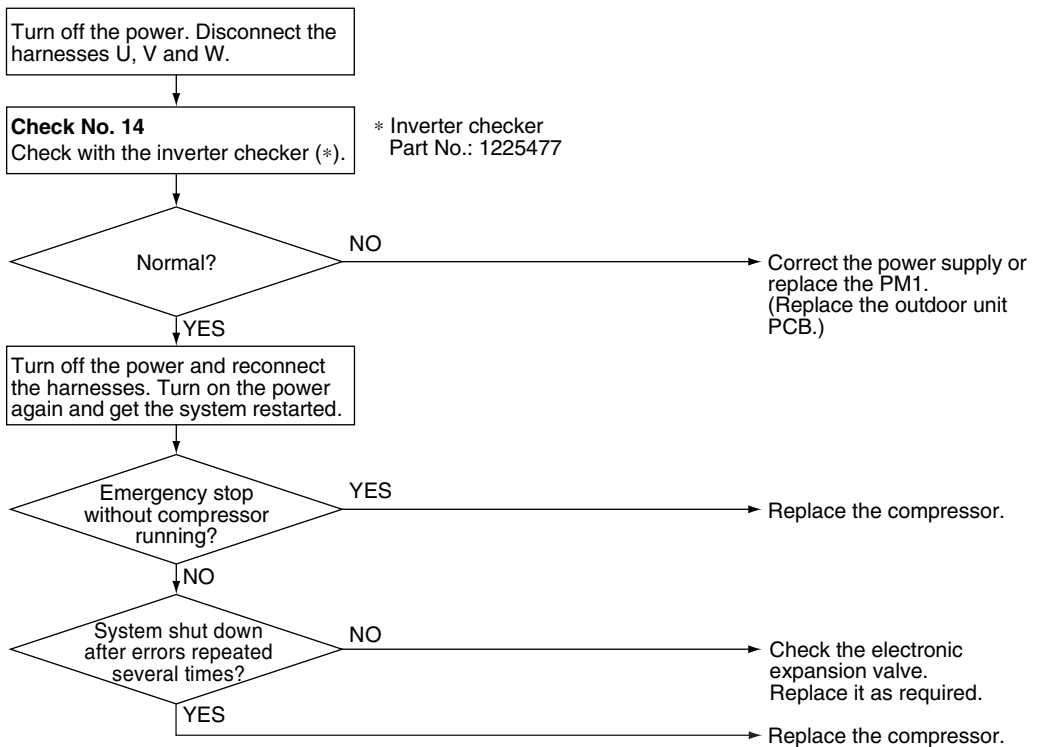 Turn off the power. Disconnect the
harnesses U, V and W.
Check No. 14
Check with the inverter checker (*).
* Inverter checker
Part No.: 1225477
Normal?
NO
Correct the power supply or
replace the PM1.
(Replace the outdoor unit
PCB.)
YES
Turn off the power and reconnect
the harnesses. Turn on the power
again and get the system restarted.
Emergency stop
without compressor
running?
YES
Replace the compressor.
NO
System shut down
after errors repeated
several times?
NO
Check the electronic
expansion valve.
Replace it as required.
YES
Replace the compressor.